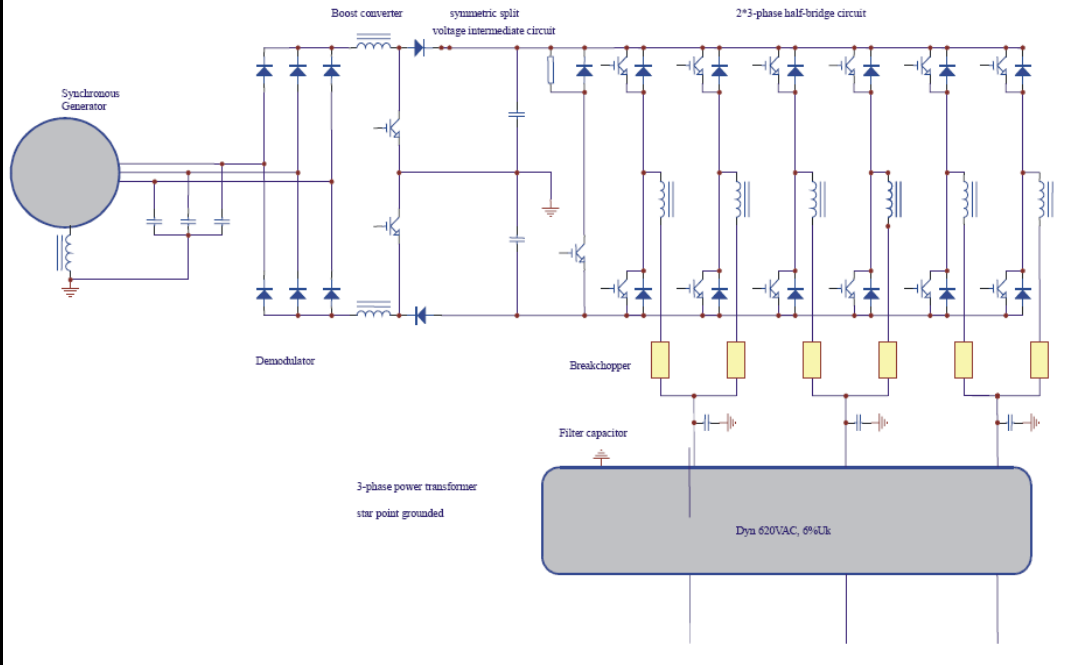 Boost converter
symmetric split
voltage intermediate circuit
2*3-phase half-bridge circuit
Synchronous
Generator
Demodulator
Breakchopper
Filter capacitor
3-phase power transformer
star point grounded
Dyn 620VAC, 6%Uk